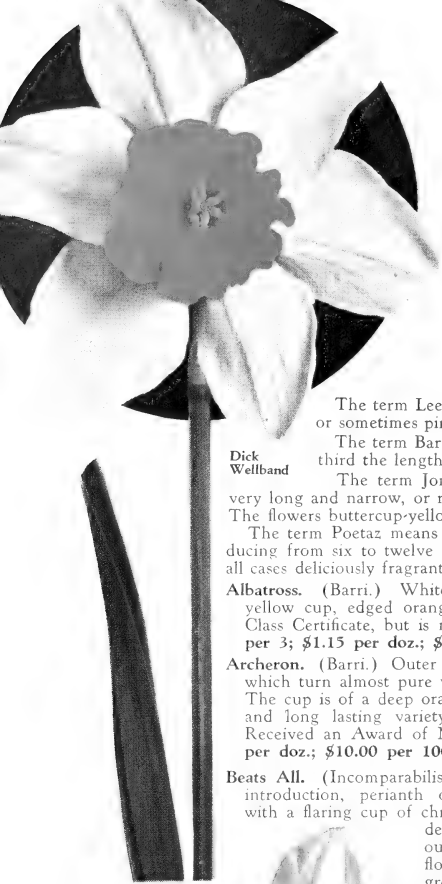 The term Lee
or sometimes pin
The term Bar
Dick
Wellband
third the length
The term Jon
very long and narrow, or r
The flowers buttercup-yello
The term Poetaz means
ducing from six to twelve
all cases deliciously fragrant
Albatross. (Barri.) White
yellow cup, edged orang
Class Certificate, but is r
per 3; $1.15 per doz.; $
Archeron. (Barri.) Outer
which turn almost pure
The cup is of a deep ora
and long lasting variety
Received an Award of M
per doz.; $10.00 per 100
Beats All. (Incomparabilis
introduction, perianth
with a flaring cup of chr
de
ou
flo
gr